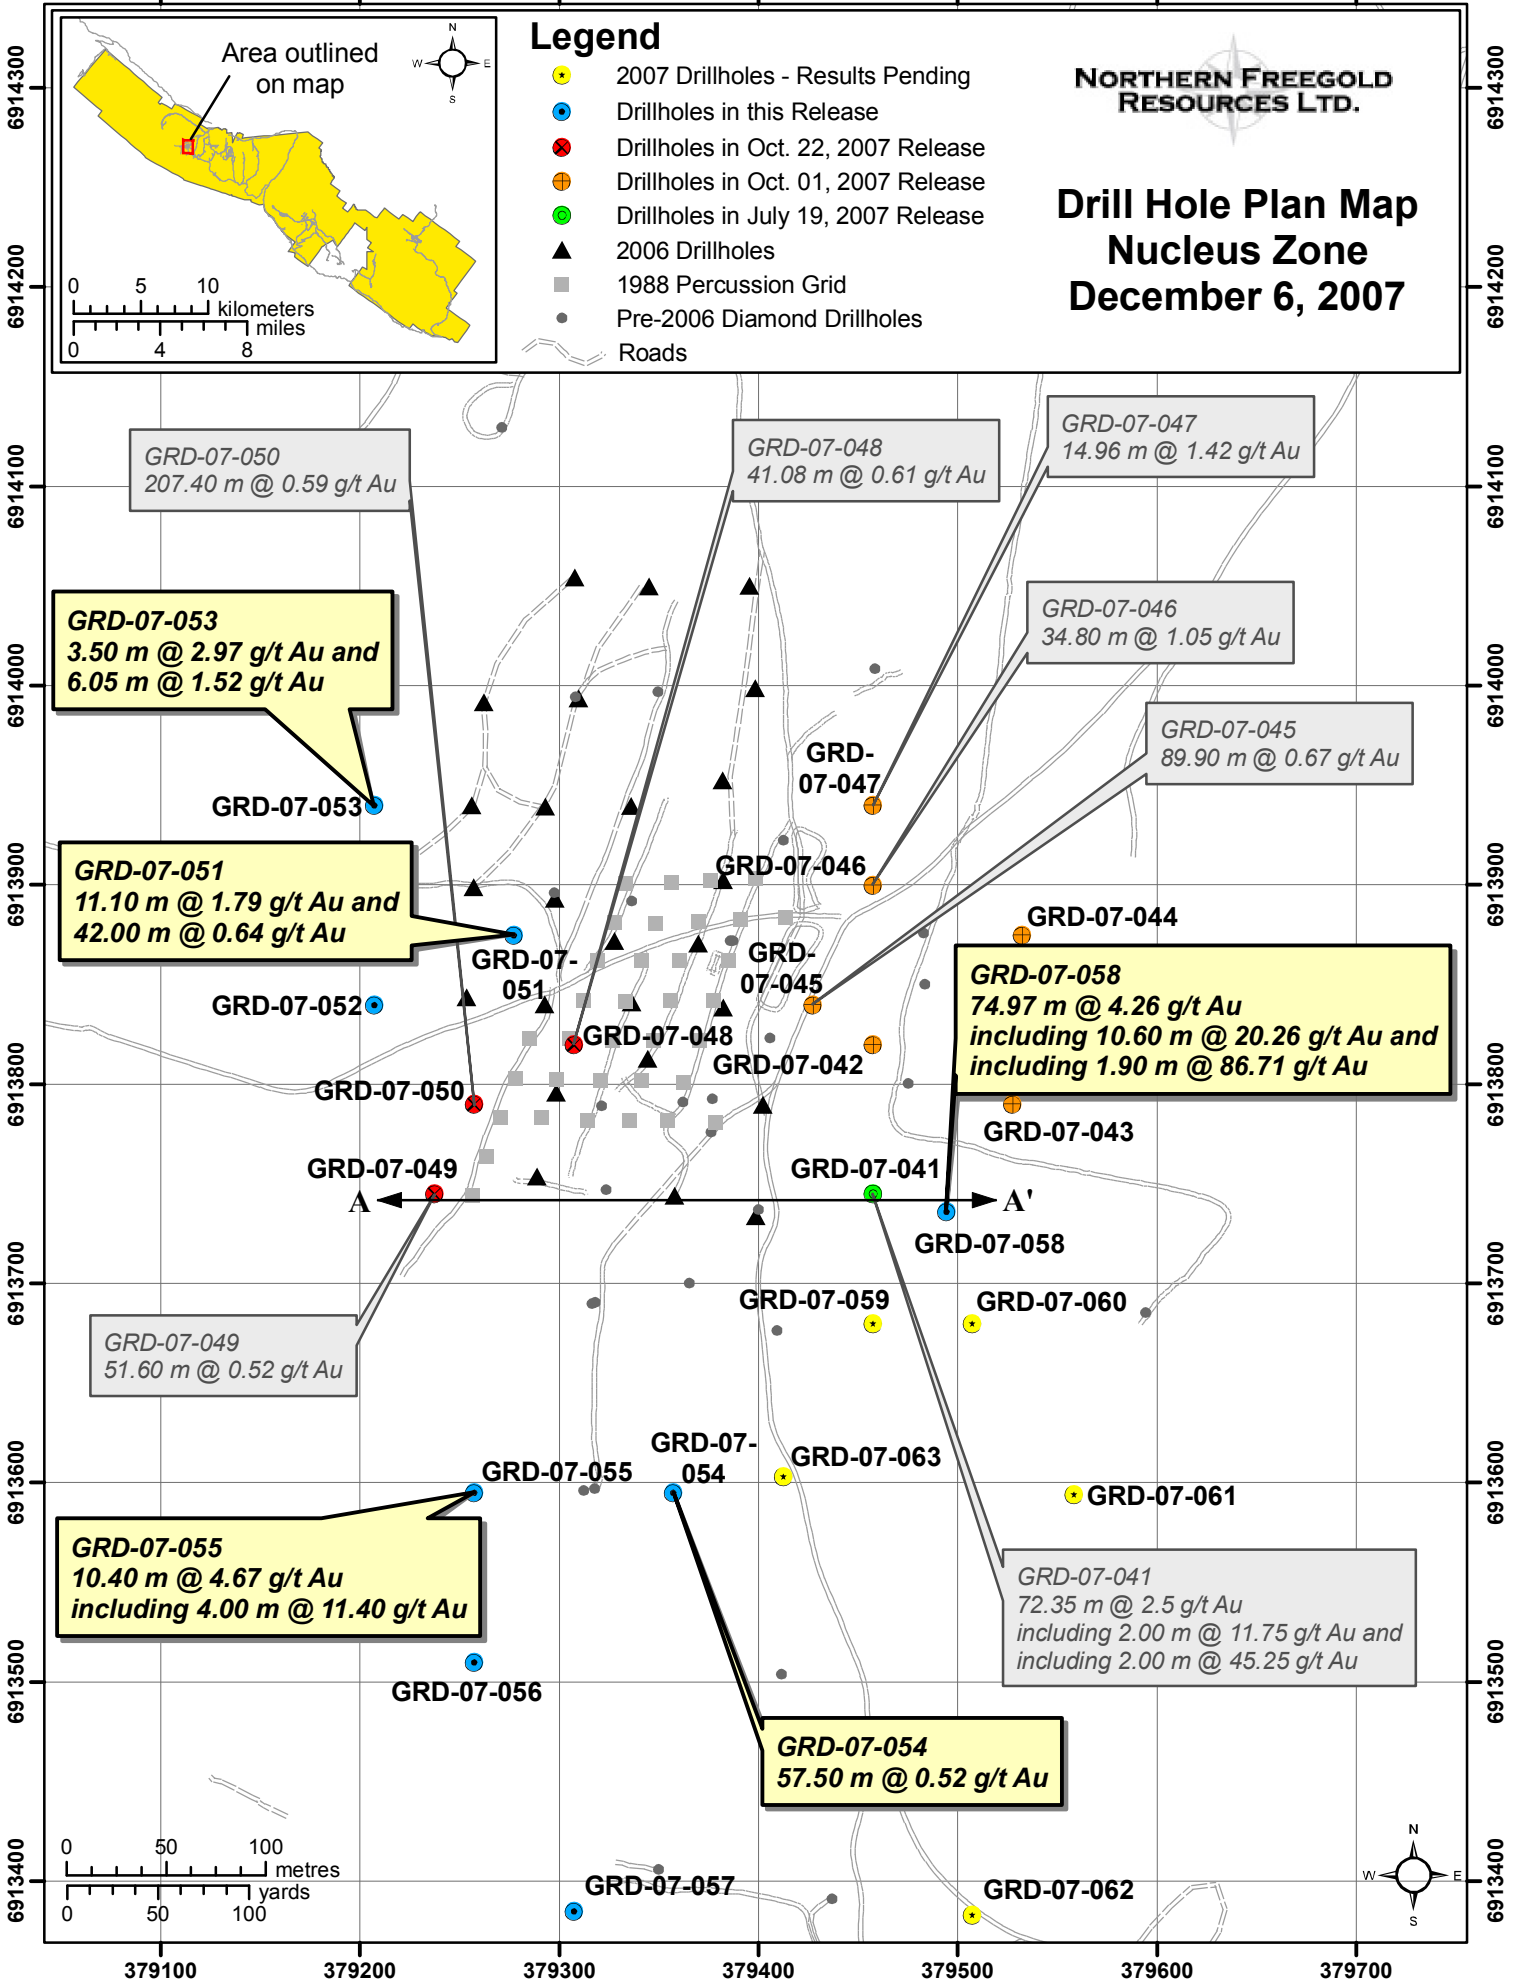 Area outlined
on map
N
W
E
S
0 5 10
kilometers
miles
0 4 8
Legend
2007 Drillholes - Results Pending
Drillholes in this Release
Drillholes in Oct. 22, 2007 Release
Drillholes in Oct. 01, 2007 Release
Drillholes in July 19, 2007 Release
2006 Drillholes
1988 Percussion Grid
Pre-2006 Diamond Drillholes
Roads
NORTHERN FREEGOLD
RESOURCES LTD.
Drill Hole Plan Map
Nucleus Zone
December 6, 2007
6914300
6914200
6914100
6914000
6913900
6913800
6913700
6913600
6913500
6913400
6914300
6914200
6914100
6914000
6913900
6913800
6913700
6913600
6913500
6913400
GRD-07-050
207.40 m @ 0.59 g/t Au
GRD-07-048
41.08 m @ 0.61 g/t Au
GRD-07-047
14.96 m @ 1.42 g/t Au
GRD-07-053
3.50 m @ 2.97 g/t Au and
6.05 m @ 1.52 g/t Au
GRD-07-046
34.80 m @ 1.05 g/t Au
GRD-07-045
89.90 m @ 0.67 g/t Au
GRD-
07-047
GRD-07-053
GRD-07-051
11.10 m @ 1.79 g/t Au and
42.00 m @ 0.64 g/t Au
GRD-07-046
GRD-07-044
GRD-07-
051
GRD-
07-045
GRD-07-052
GRD-07-058
74.97 m @ 4.26 g/t Au
including 10.60 m @ 20.26 g/t Au and
including 1.90 m @ 86.71 g/t Au
GRD-07-048
GRD-07-042
GRD-07-050
GRD-07-043
GRD-07-049
GRD-07-041
A
A'
GRD-07-058
GRD-07-059
GRD-07-060
GRD-07-049
51.60 m @ 0.52 g/t Au
GRD-07-055
GRD-07-
054
GRD-07-063
GRD-07-061
GRD-07-055
10.40 m @ 4.67 g/t Au
including 4.00 m @ 11.40 g/t Au
GRD-07-041
72.35 m @ 2.5 g/t Au
including 2.00 m @ 11.75 g/t Au and
including 2.00 m @ 45.25 g/t Au
GRD-07-056
GRD-07-054
57.50 m @ 0.52 g/t Au
0 50 100
metres
yards
0 50 100
GRD-07-057
GRD-07-062
N
W
E
S
379100 379200 379300 379400 379500 379600 379700